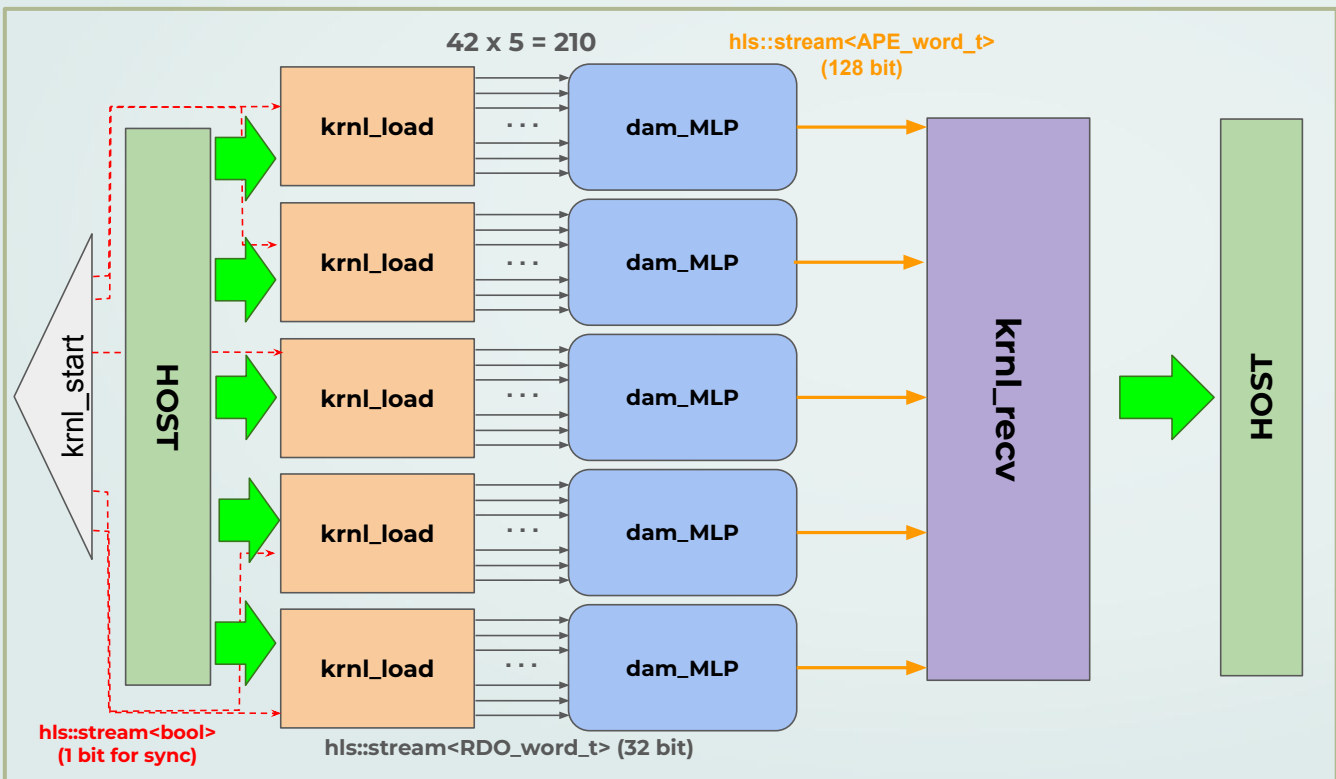 42 x 5 = 210
hls::stream<APE_word_t>
(128 bit)
krnl_load
. . .
dam_MLP
krnl_load
. . .
dam_MLP
krnl_start
HOST
krnl_load
. . .
dam_MLP
krnl_recv
HOST
krnl_load
. . .
dam_MLP
krnl_load
. . .
dam_MLP
hls::stream<bool>
(1 bit for sync)
hls::stream<RDO_word_t> (32 bit)